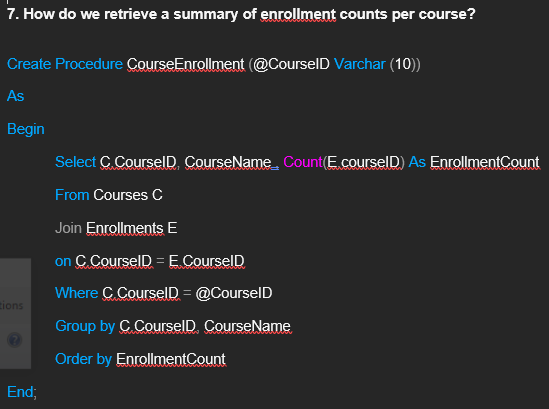 7. How do we retrieve a summary of enrollment counts per course?
Create Procedure CourseEnrollment (@CourseID Varchar (10))
As
Begin
Select C.CourseID, CourseName, Count(E.courseID) As EnrollmentCount
From Courses C
Join Enrollments E
on C.CourseID = E.CourseID
Where C.CourseID = @CourseID
Group by C.CourseID, CourseName
tions
?
Order by EnrollmentCount
End;